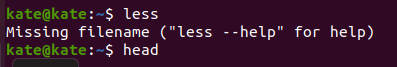 kate@kate:~$ less
Missing filename ("less --help" for help)
kate@kate:~$ head